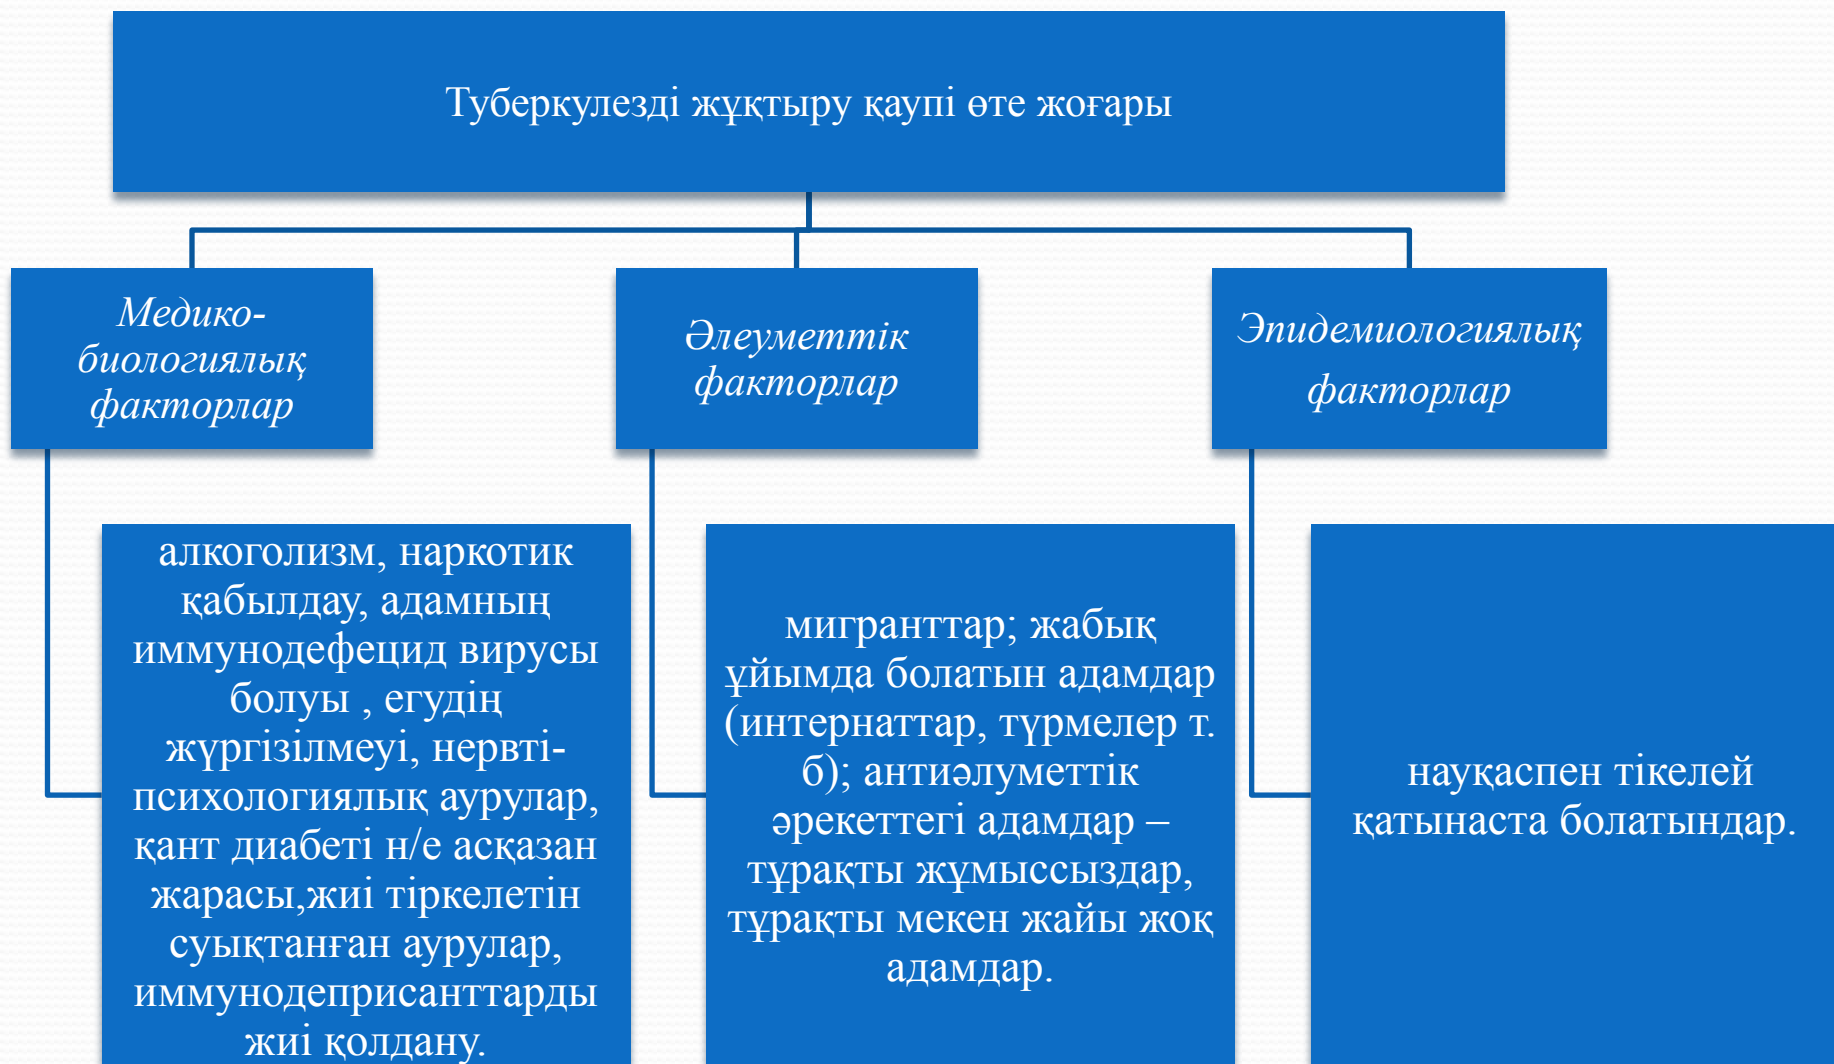 Туберкулезді жұқтыру қаупі өте жоғары
Медико-
биологиялық
факторлар
Әлеуметтік
факторлар
Эпидемиологиялық
факторлар
алкоголизм, наркотик
қабылдау, адамның
иммунодефецид вирусы
болуы , егудің
жүргізілмеуі, нервті-
психологиялық аурулар,
қант диабеті н/е асқазан
жарасы,жиі тіркелетін
суықтанған аурулар,
иммунодеприсанттарды
жиі қолдану.
мигранттар; жабық
ұйымда болатын адамдар
(интернаттар, түрмелер т.
б); антиәлуметтік
әрекеттегі адамдар –
тұрақты жұмыссыздар,
тұрақты мекен жайы жоқ
адамдар.
науқаспен тікелей
қатынаста болатындар.